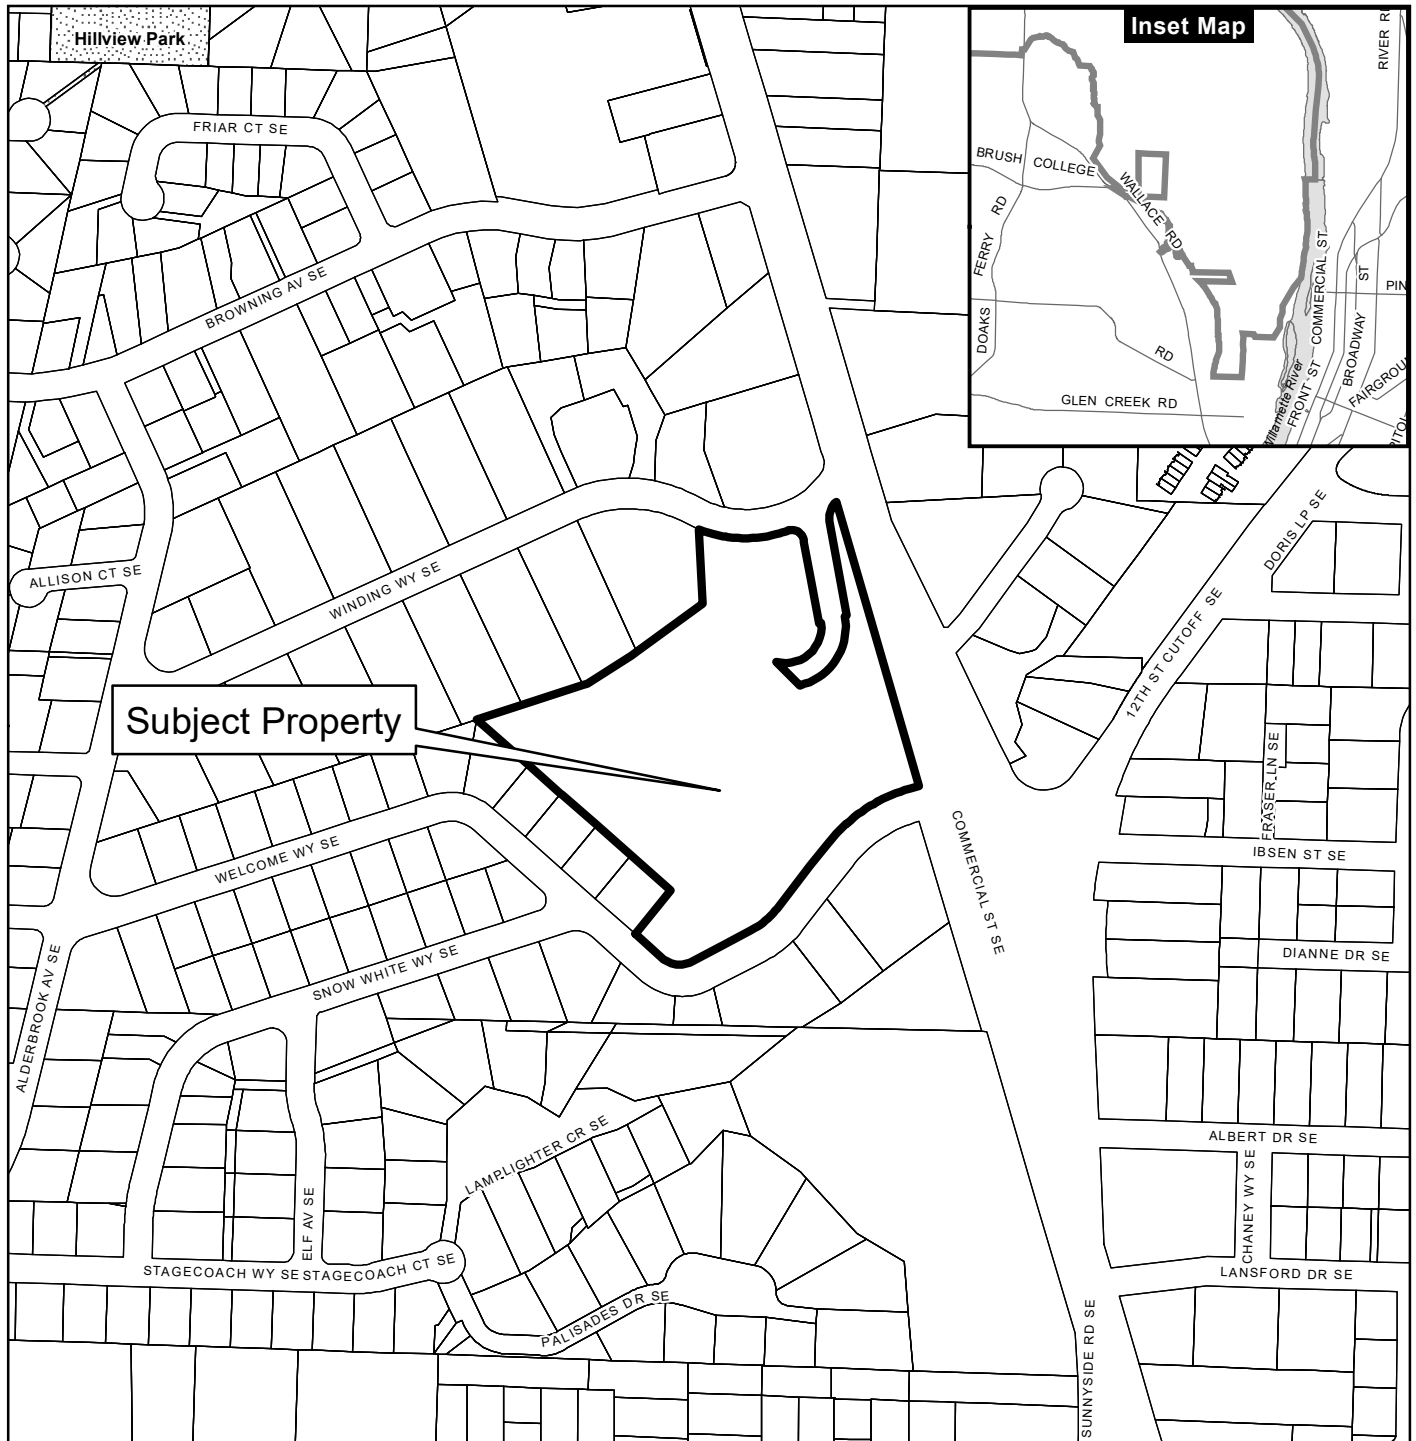 Hillview Park
Inset Map
RIVER R
BRUSH COLLEGE
WALLACE RD
DOAKS FERRY RD
RD
GLEN CREEK RD
Willamette River
FRONT ST
COMMERCIAL ST
BROADWAY ST
PIN
FAIRGROU
PITOL
FRIAR CT SE
BROWNING AV SE
ALLISON CT SE
WINDING WY SE
DORIS LP SE
12TH ST CUTOFF SE
Subject Property
FRASER LN SE
WELCOME WY SE
COMMERCIAL ST SE
IBSEN ST SE
SNOW WHITE WY SE
DIANNE DR SE
ALDERBROOK AV SE
LAMPLIGHTER CR SE
ALBERT DR SE
CHANEY WY SE
ELF AV SE
STAGECOACH WY SE
STAGECOACH CT SE
LANSFORD DR SE
PALISADES DR SE
SUNNYSIDE RD SE